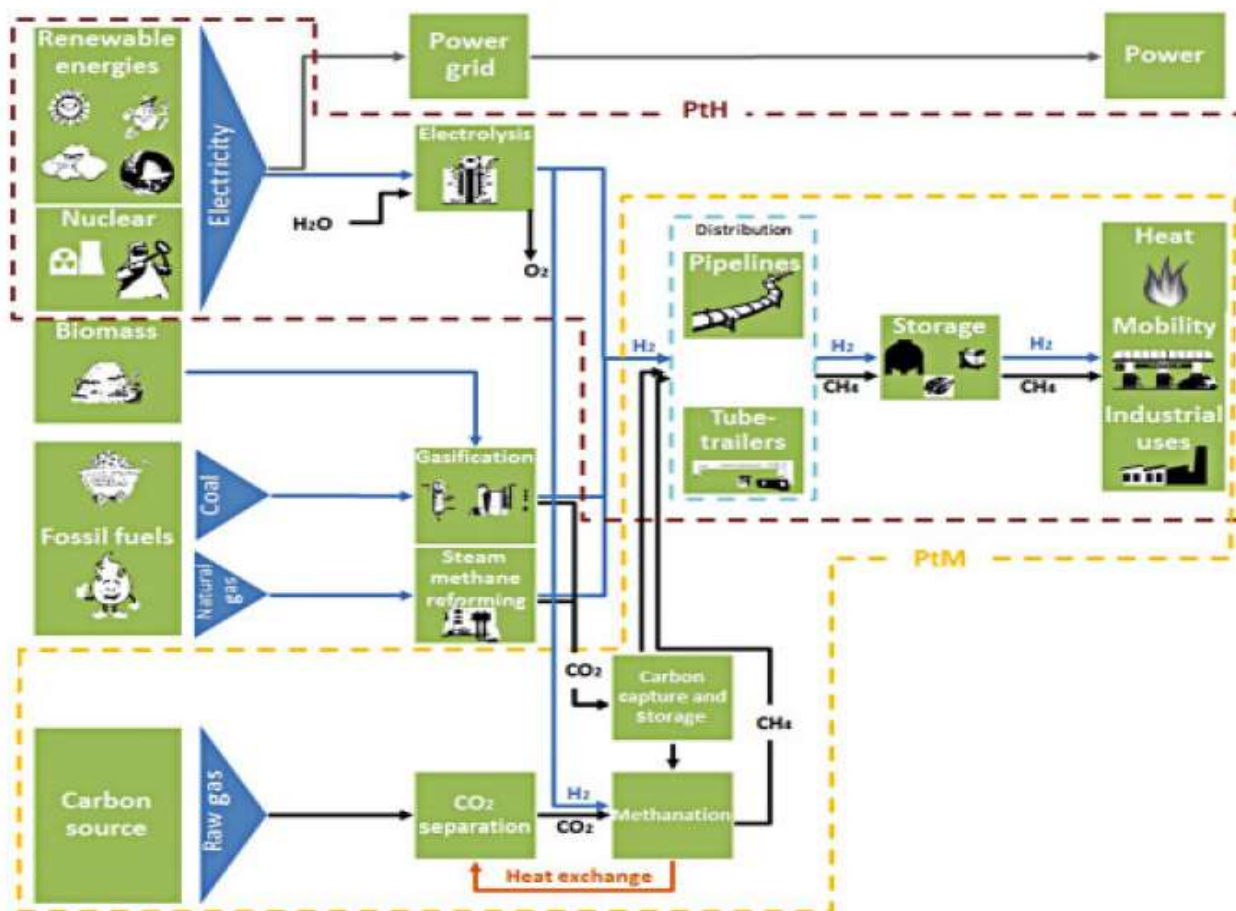 Renewable
energies
Power
grid
Power
PtH
Electricity
Electrolysis
H₂O
O₂
Nuclear
Distribution
Pipelines
Heat
Biomass
H₂
H₂
Storage
H₂
Mobility
CH₄
CH₄
Tube-
trailers
Industrial
uses
Gasification
Coal
Fossil fuels
Natural
gas
Steam
methane
reforming
PtM
CO₂
Carbon
capture and
Storage
CH₄
Carbon
source
Raw gas
CO₂
separation
H₂
CO₂
Methanation
Heat exchange